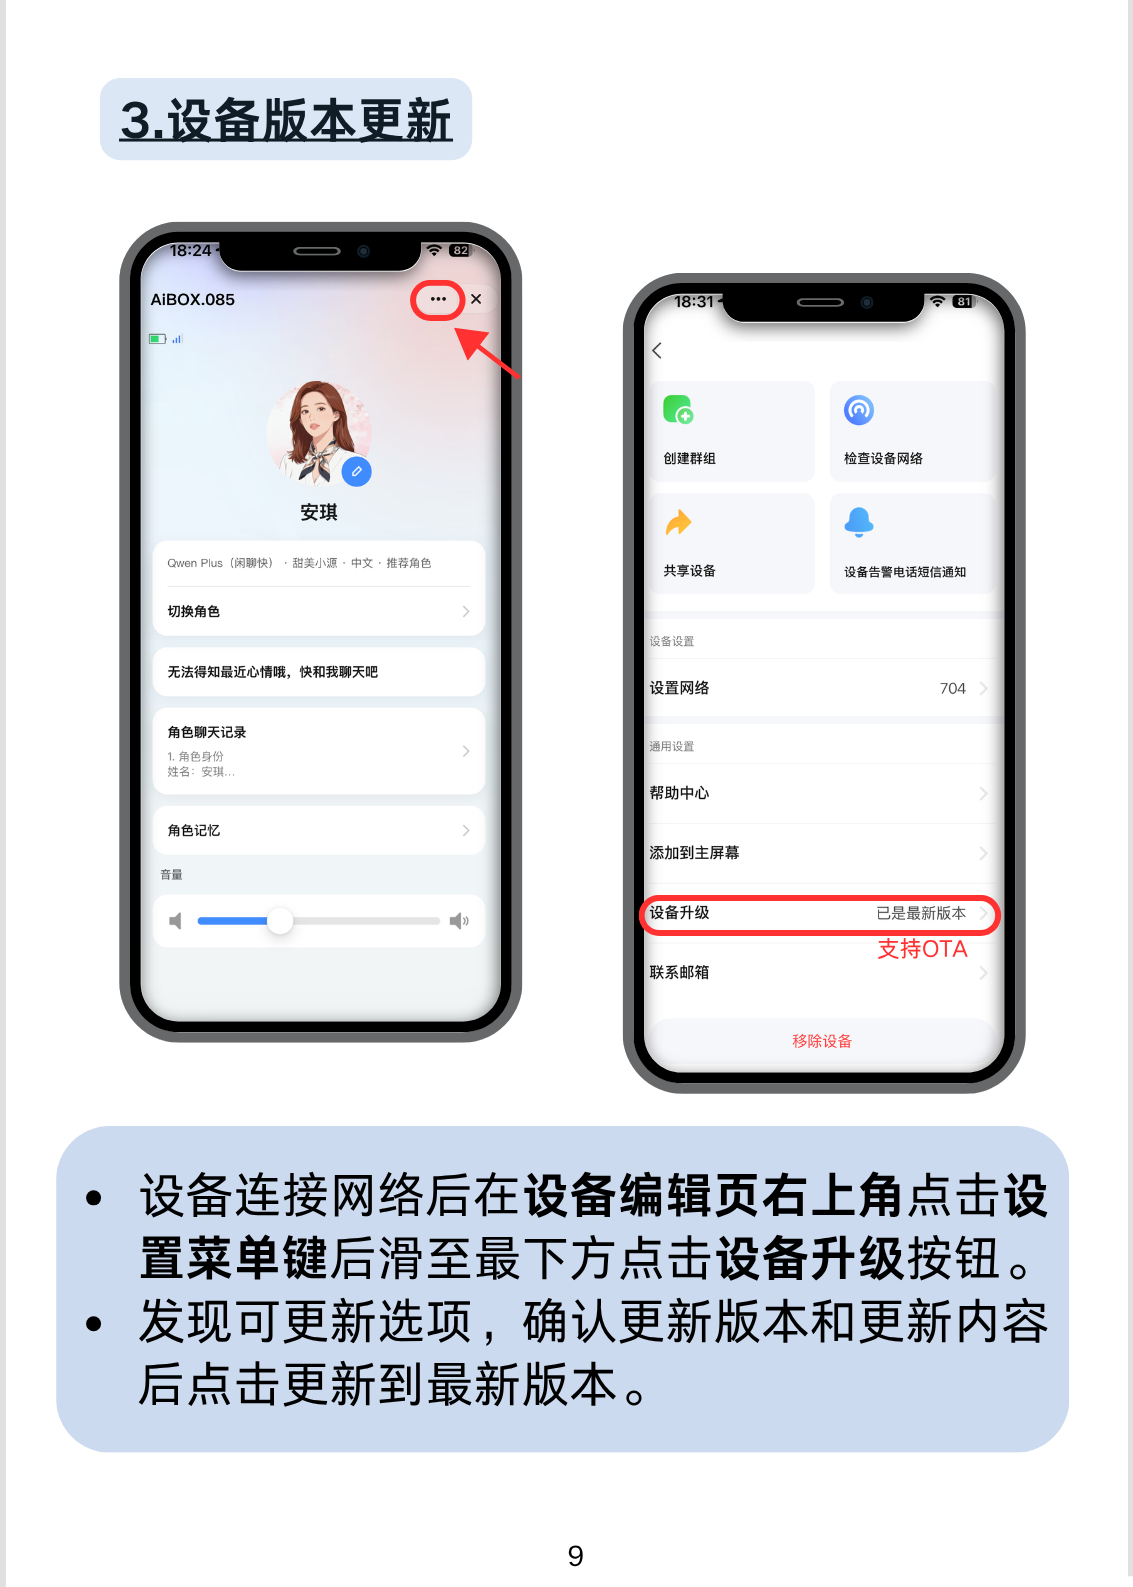 3.设备版本更新
18:24
82
AiBOX.085
安琪
Qwen Plus（闲聊快） · 甜美小源 · 中文 · 推荐角色
切换角色
无法得知最近心情哦，快和我聊天吧
角色聊天记录
1. 角色身份
姓名：安琪...
角色记忆
音量
18:31
81
创建群组
检查设备网络
共享设备
设备告警电话短信通知
设备设置
设置网络 704
通用设置
帮助中心
添加到主屏幕
设备升级 已是最新版本
支持OTA
联系邮箱
移除设备
• 设备连接网络后在设备编辑页右上角点击设
置菜单键后滑至最下方点击设备升级按钮。
• 发现可更新选项，确认更新版本和更新内容
后点击更新到最新版本。
9